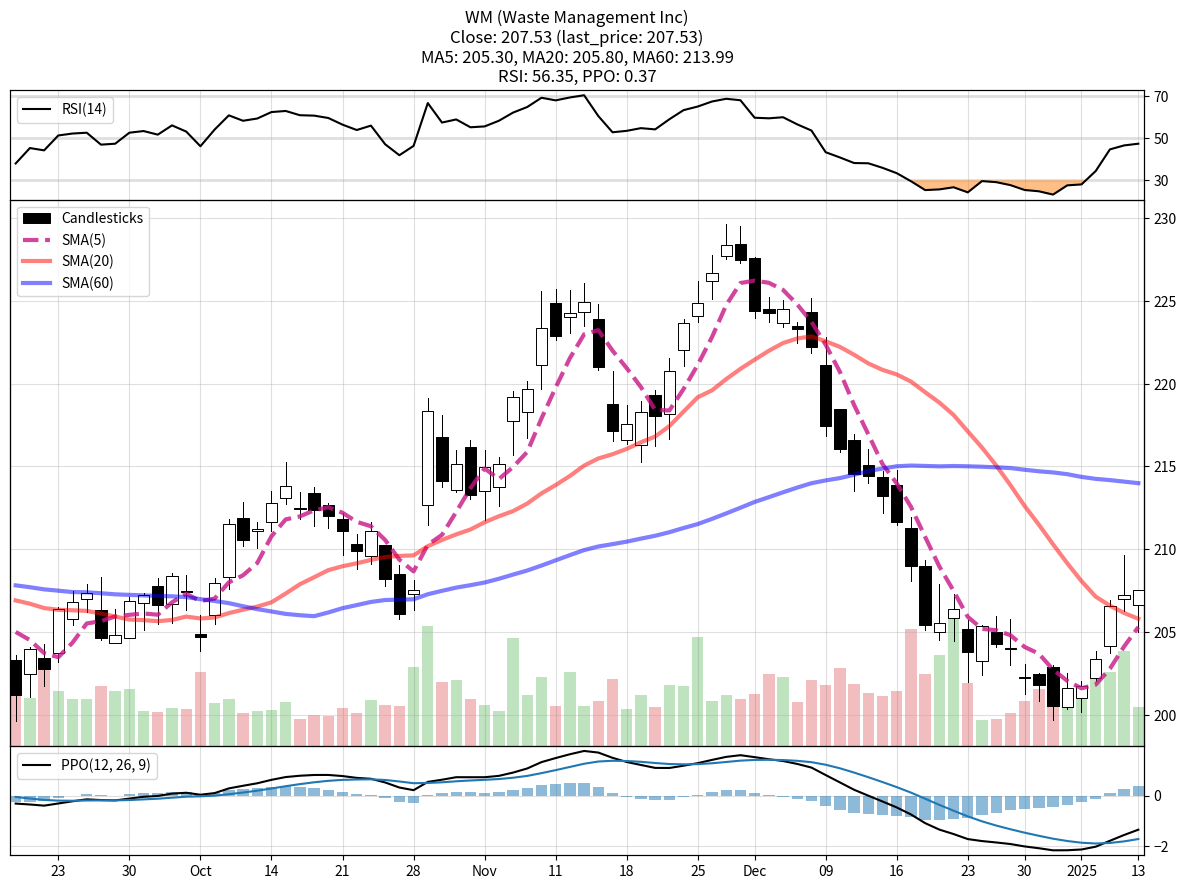 WM (Waste Management Inc)
Close: 207.53 (last_price: 207.53)
MA5: 205.30, MA20: 205.80, MA60: 213.99
RSI: 56.35, PPO: 0.37
RSI(14)
70
50
30
Candlesticks
SMA(5)
SMA(20)
SMA(60)
230
225
220
215
210
205
200
PPO(12, 26, 9)
0
−2
23 30 Oct 14 21 28 Nov 11 18 25 Dec 09 16 23 30 2025 13